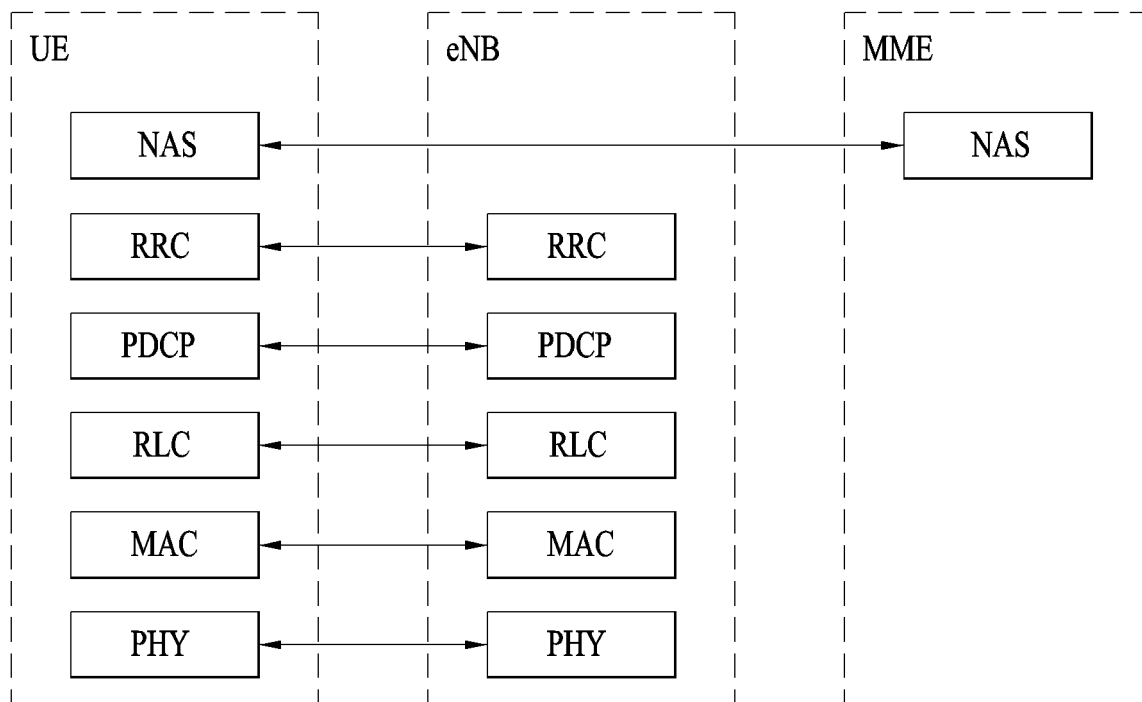 UE eNB MME
NAS NAS
RRC RRC
PDCP PDCP
RLC RLC
MAC MAC
PHY PHY